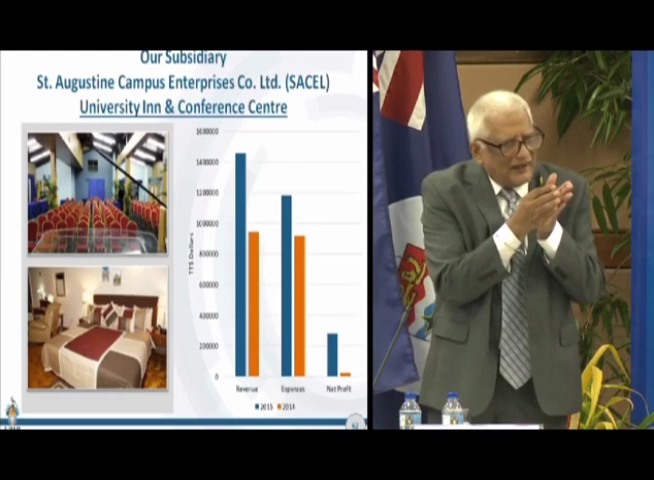 Our Subsidiary
St. Augustine Campus Enterprises Co. Ltd. (SACEL)
University Inn & Conference Centre
1600000
1400000
1200000
1000000
800000
600000
400000
200000
0
TTS Dollars
Revenue
Expenses
Net Profit
2015
2014